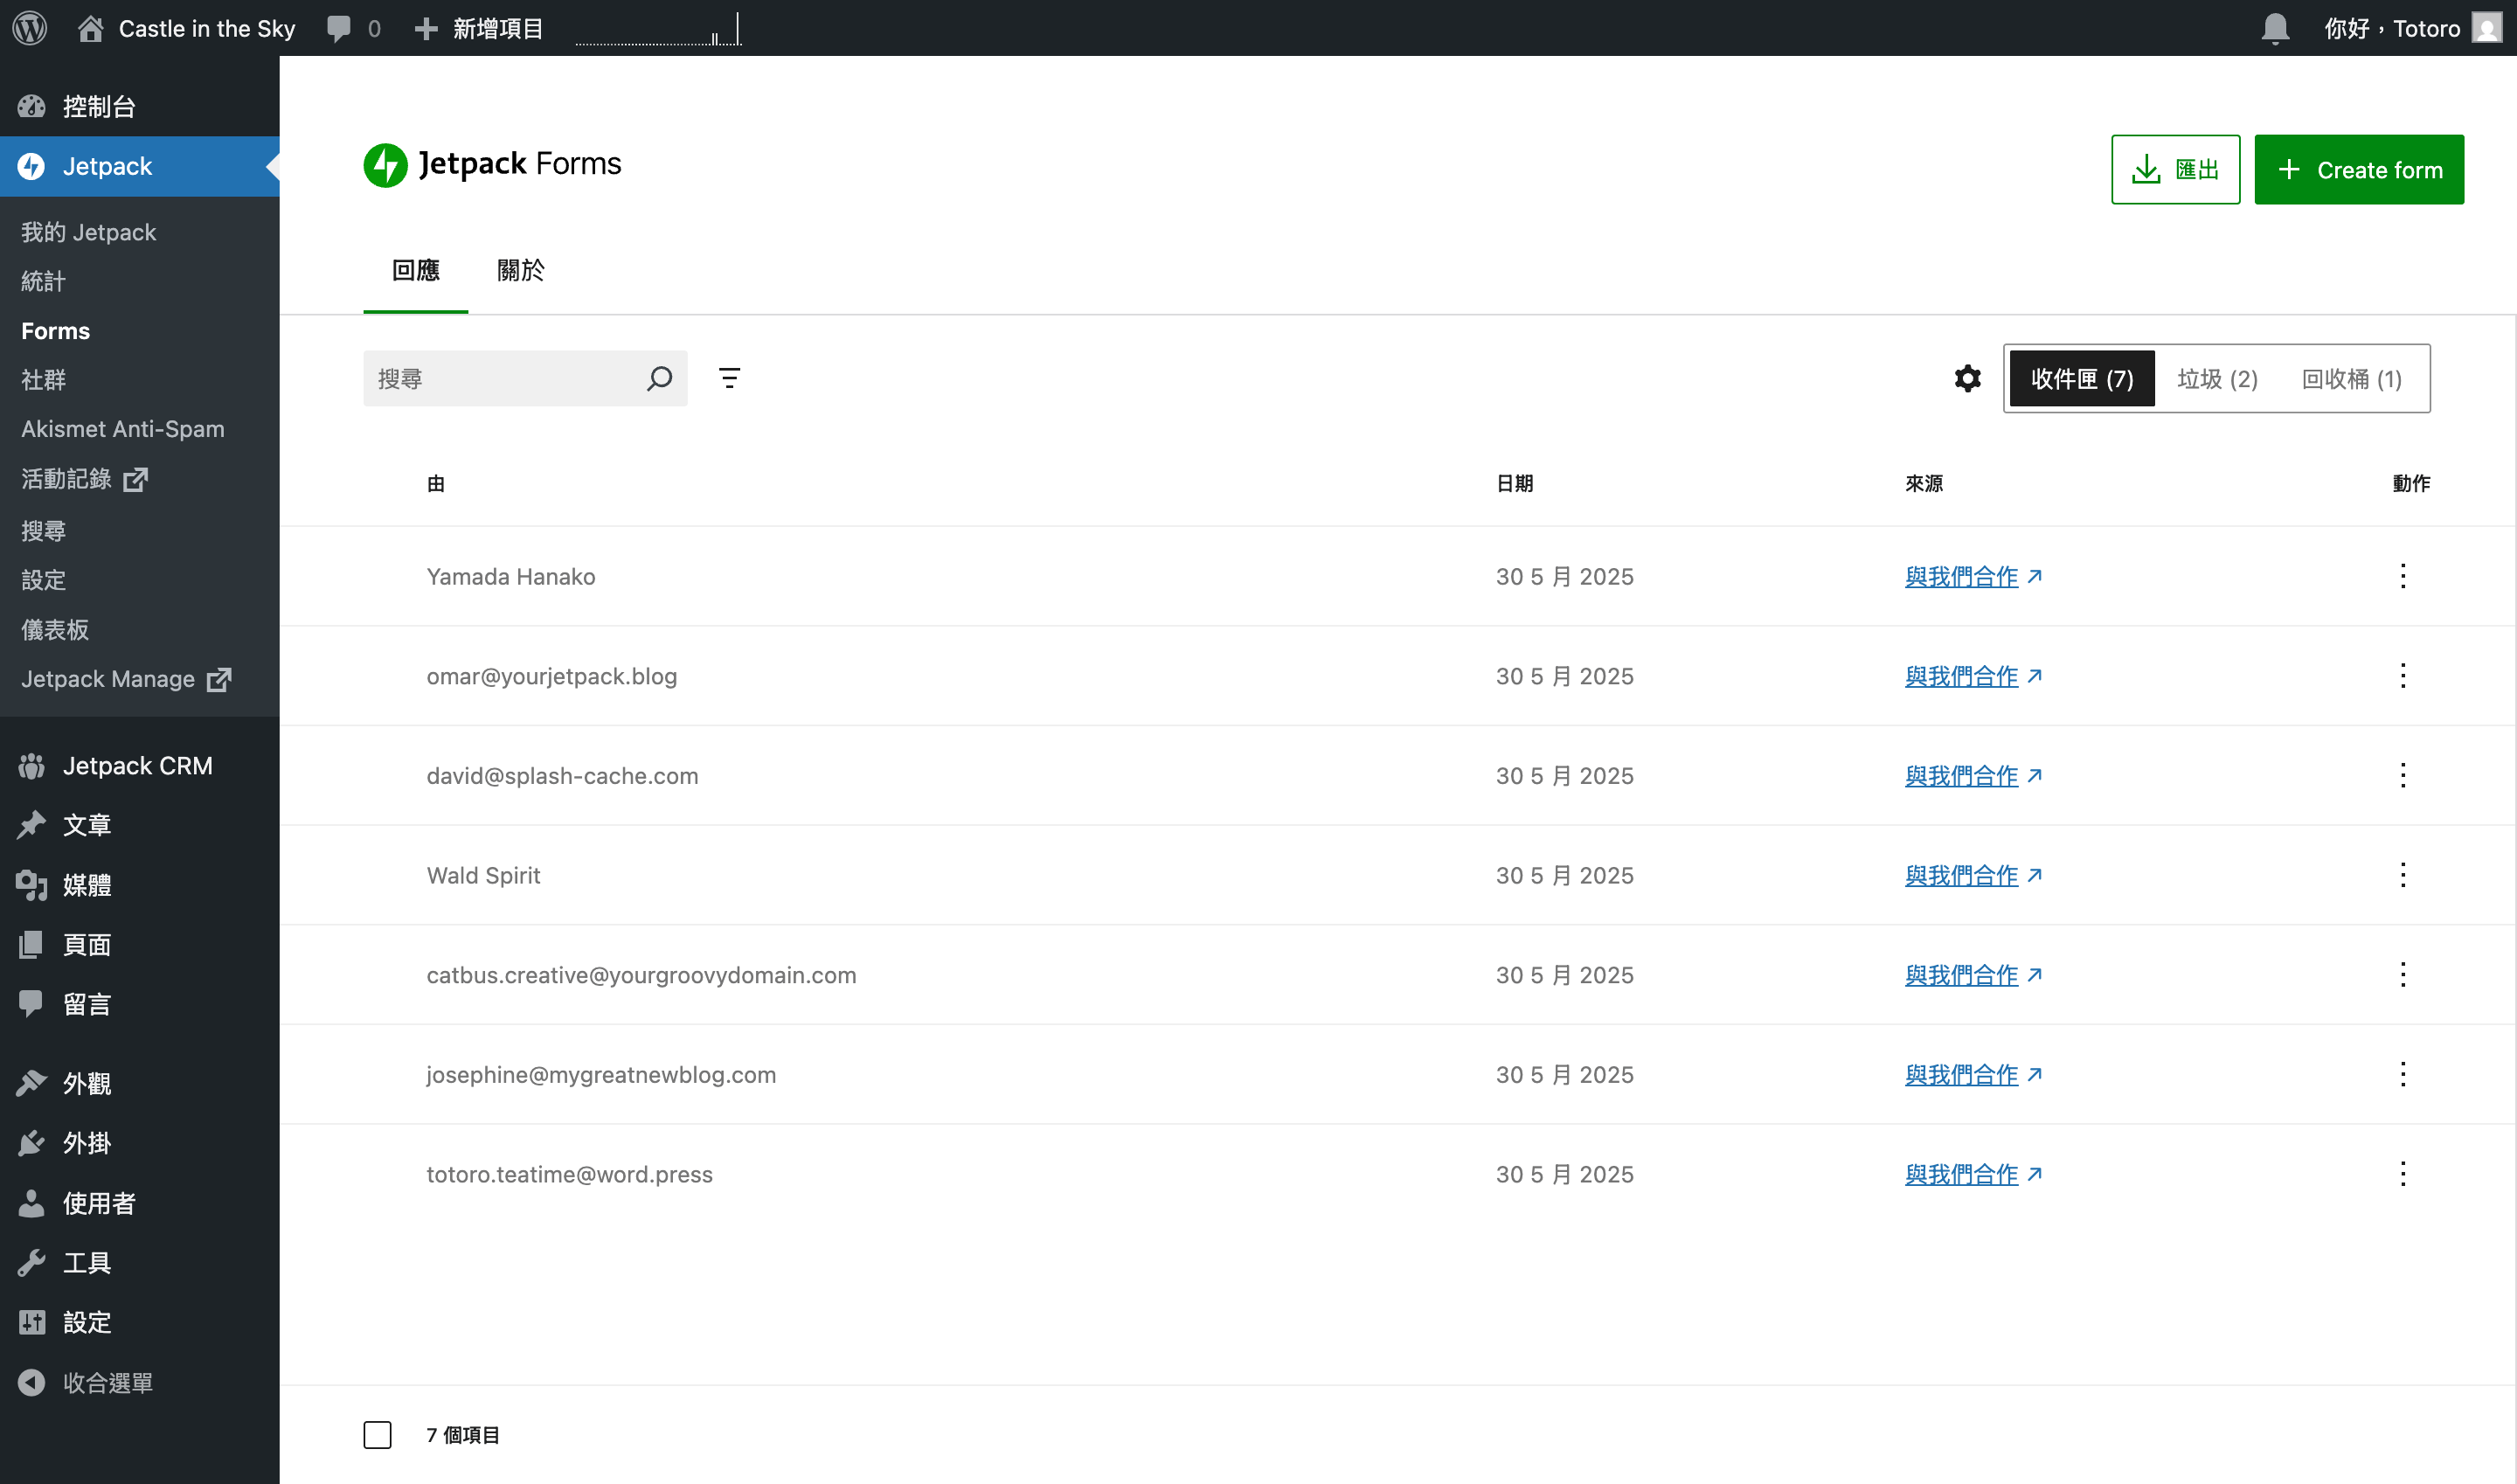 Castle in the Sky
0
新增項目
你好，Totoro
控制台
Jetpack
我的 Jetpack
統計
Forms
社群
Akismet Anti-Spam
活動記錄
搜尋
設定
儀表板
Jetpack Manage
Jetpack CRM
文章
媒體
頁面
留言
外觀
外掛
使用者
工具
設定
收合選單
Jetpack Forms
匯出
Create form
回應
關於
搜尋
收件匣 (7)
垃圾 (2)
回收桶 (1)
由 日期 來源 動作
Yamada Hanako 30 5 月 2025 與我們合作
omar@yourjetpack.blog 30 5 月 2025 與我們合作
david@splash-cache.com 30 5 月 2025 與我們合作
Wald Spirit 30 5 月 2025 與我們合作
catbus.creative@yourgroovydomain.com 30 5 月 2025 與我們合作
josephine@mygreatnewblog.com 30 5 月 2025 與我們合作
totoro.teatime@word.press 30 5 月 2025 與我們合作
7 個項目